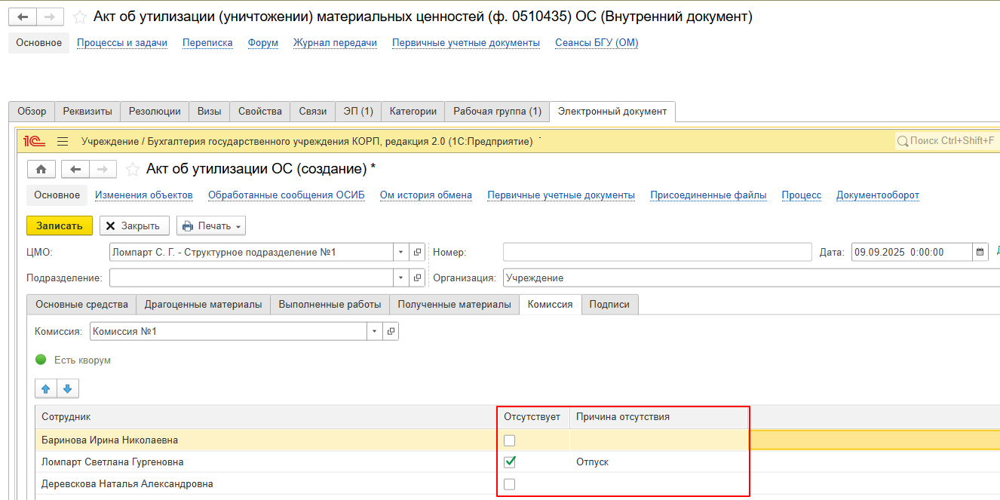 Акт об утилизации (уничтожении) материальных ценностей (ф. 0510435) ОС (Внутренний документ)
Основное Процессы и задачи Переписка Форум Журнал передачи Первичные учетные документы Сеансы БГУ (ОМ)
Обзор Реквизиты Резолюции Визы Свойства Связи ЭП (1) Категории Рабочая группа (1) Электронный документ
1С Учреждение / Бухгалтерия государственного учреждения КОРП, редакция 2.0 (1С:Предприятие) Поиск Ctrl+Shift+F
Акт об утилизации ОС (создание) *
Основное Изменения объектов Обработанные сообщения ОСИБ Ом история обмена Первичные учетные документы Присоединенные файлы Процесс Документооборот
Записать Закрыть Печать
ЦМО: Ломпарт С. Г. - Структурное подразделение №1 Номер: Дата: 09.09.2025 0:00:00
Подразделение: Организация: Учреждение
Основные средства Драгоценные материалы Выполненные работы Полученные материалы Комиссия Подписи
Комиссия: Комиссия №1
Есть кворум
Сотрудник Отсутствует Причина отсутствия
Баринова Ирина Николаевна
Ломпарт Светлана Гургеновна Отпуск
Деревскова Наталья Александровна